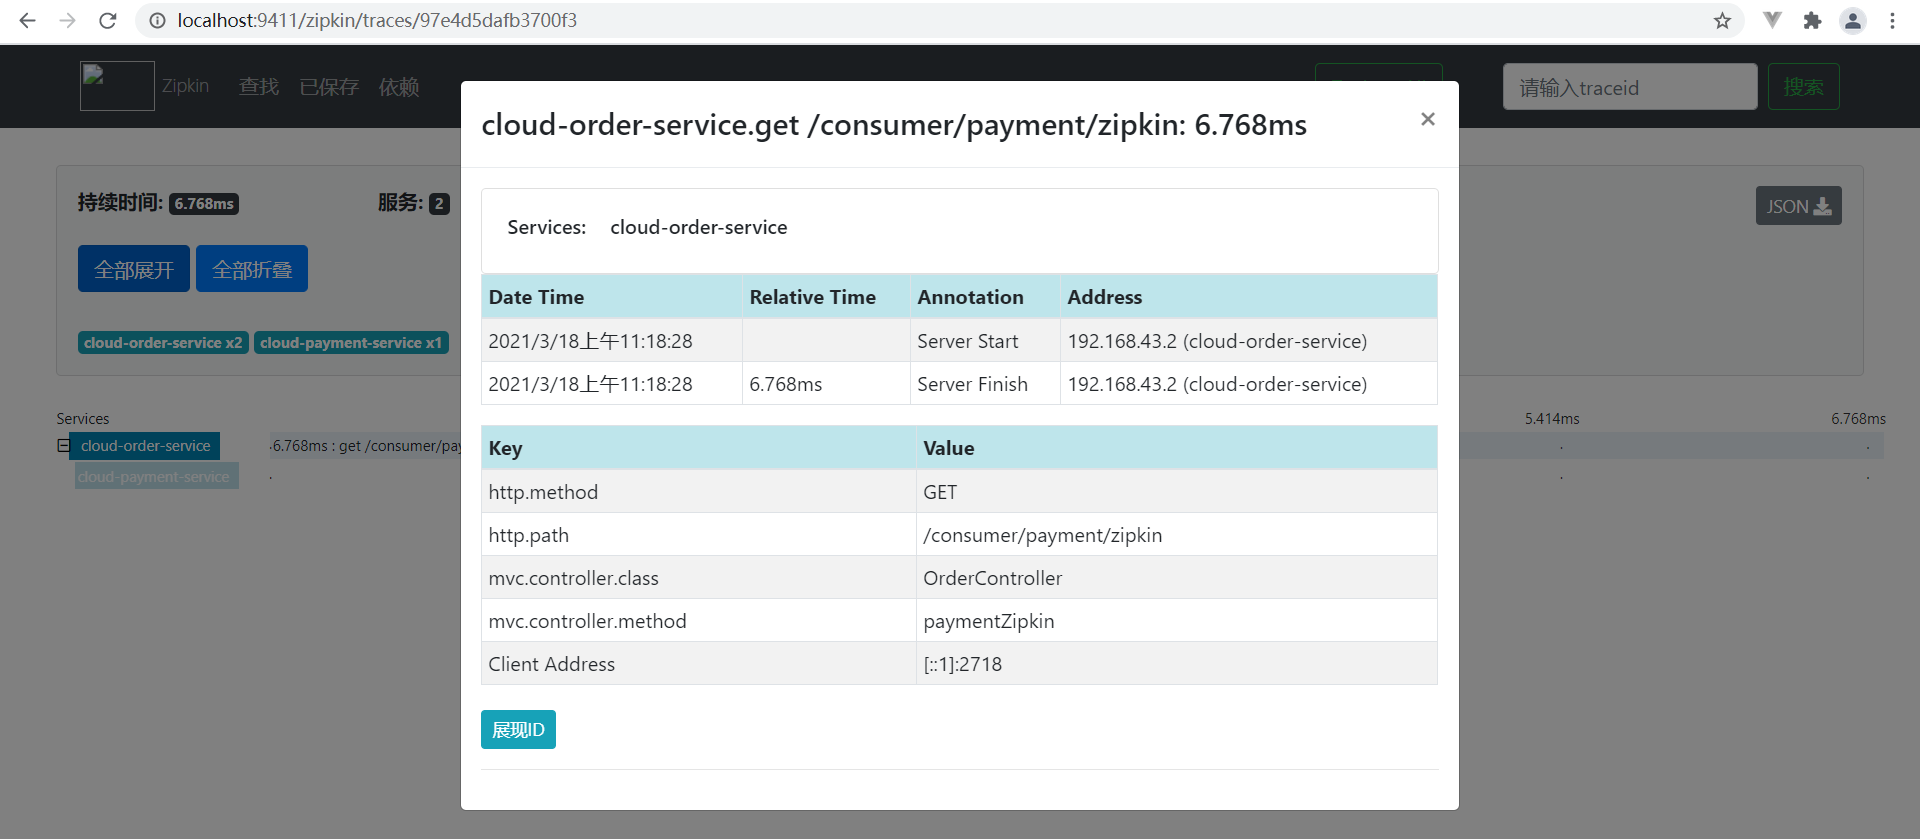 localhost:9411/zipkin/traces/97e4d5dafb3700f3
Zipkin 查找 已保存 依赖 请输入traceid 搜索
cloud-order-service.get /consumer/payment/zipkin: 6.768ms ×
持续时间: 6.768ms 服务: 2 JSON
全部展开 全部折叠
cloud-order-service x2 cloud-payment-service x1
Services: cloud-order-service
Date Time Relative Time Annotation Address
2021/3/18上午11:18:28 Server Start 192.168.43.2 (cloud-order-service)
2021/3/18上午11:18:28 6.768ms Server Finish 192.168.43.2 (cloud-order-service)
Services 5.414ms 6.768ms
cloud-order-service 6.768ms : get /consumer/pay
cloud-payment-service
Key Value
http.method GET
http.path /consumer/payment/zipkin
mvc.controller.class OrderController
mvc.controller.method paymentZipkin
Client Address [::1]:2718
展现ID